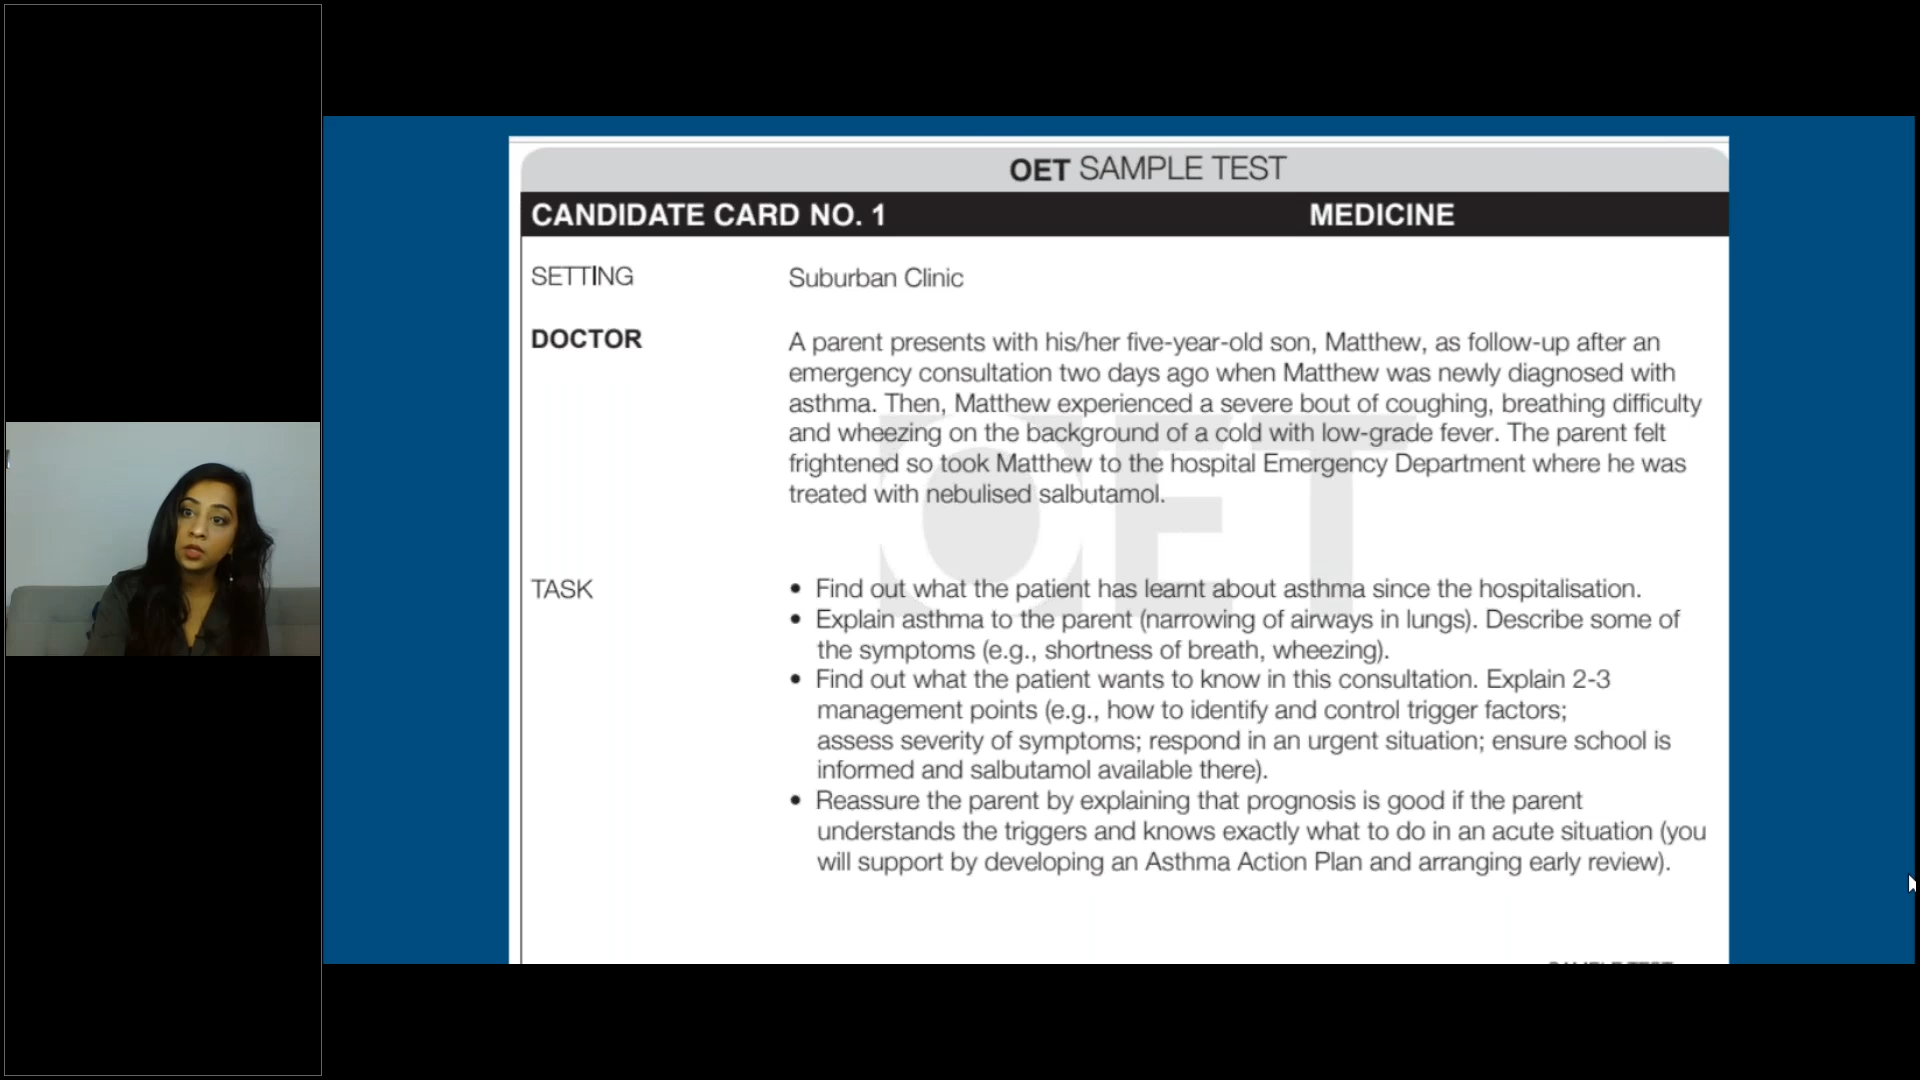 OET SAMPLE TEST
CANDIDATE CARD NO. 1 MEDICINE
SETTING Suburban Clinic
DOCTOR A parent presents with his/her five-year-old son, Matthew, as follow-up after an
emergency consultation two days ago when Matthew was newly diagnosed with
asthma. Then, Matthew experienced a severe bout of coughing, breathing difficulty
and wheezing on the background of a cold with low-grade fever. The parent felt
frightened so took Matthew to the hospital Emergency Department where he was
treated with nebulised salbutamol.
OET
TASK • Find out what the patient has learnt about asthma since the hospitalisation.
• Explain asthma to the parent (narrowing of airways in lungs). Describe some of
the symptoms (e.g., shortness of breath, wheezing).
• Find out what the patient wants to know in this consultation. Explain 2-3
management points (e.g., how to identify and control trigger factors;
assess severity of symptoms; respond in an urgent situation; ensure school is
informed and salbutamol available there).
• Reassure the parent by explaining that prognosis is good if the parent
understands the triggers and knows exactly what to do in an acute situation (you
will support by developing an Asthma Action Plan and arranging early review).